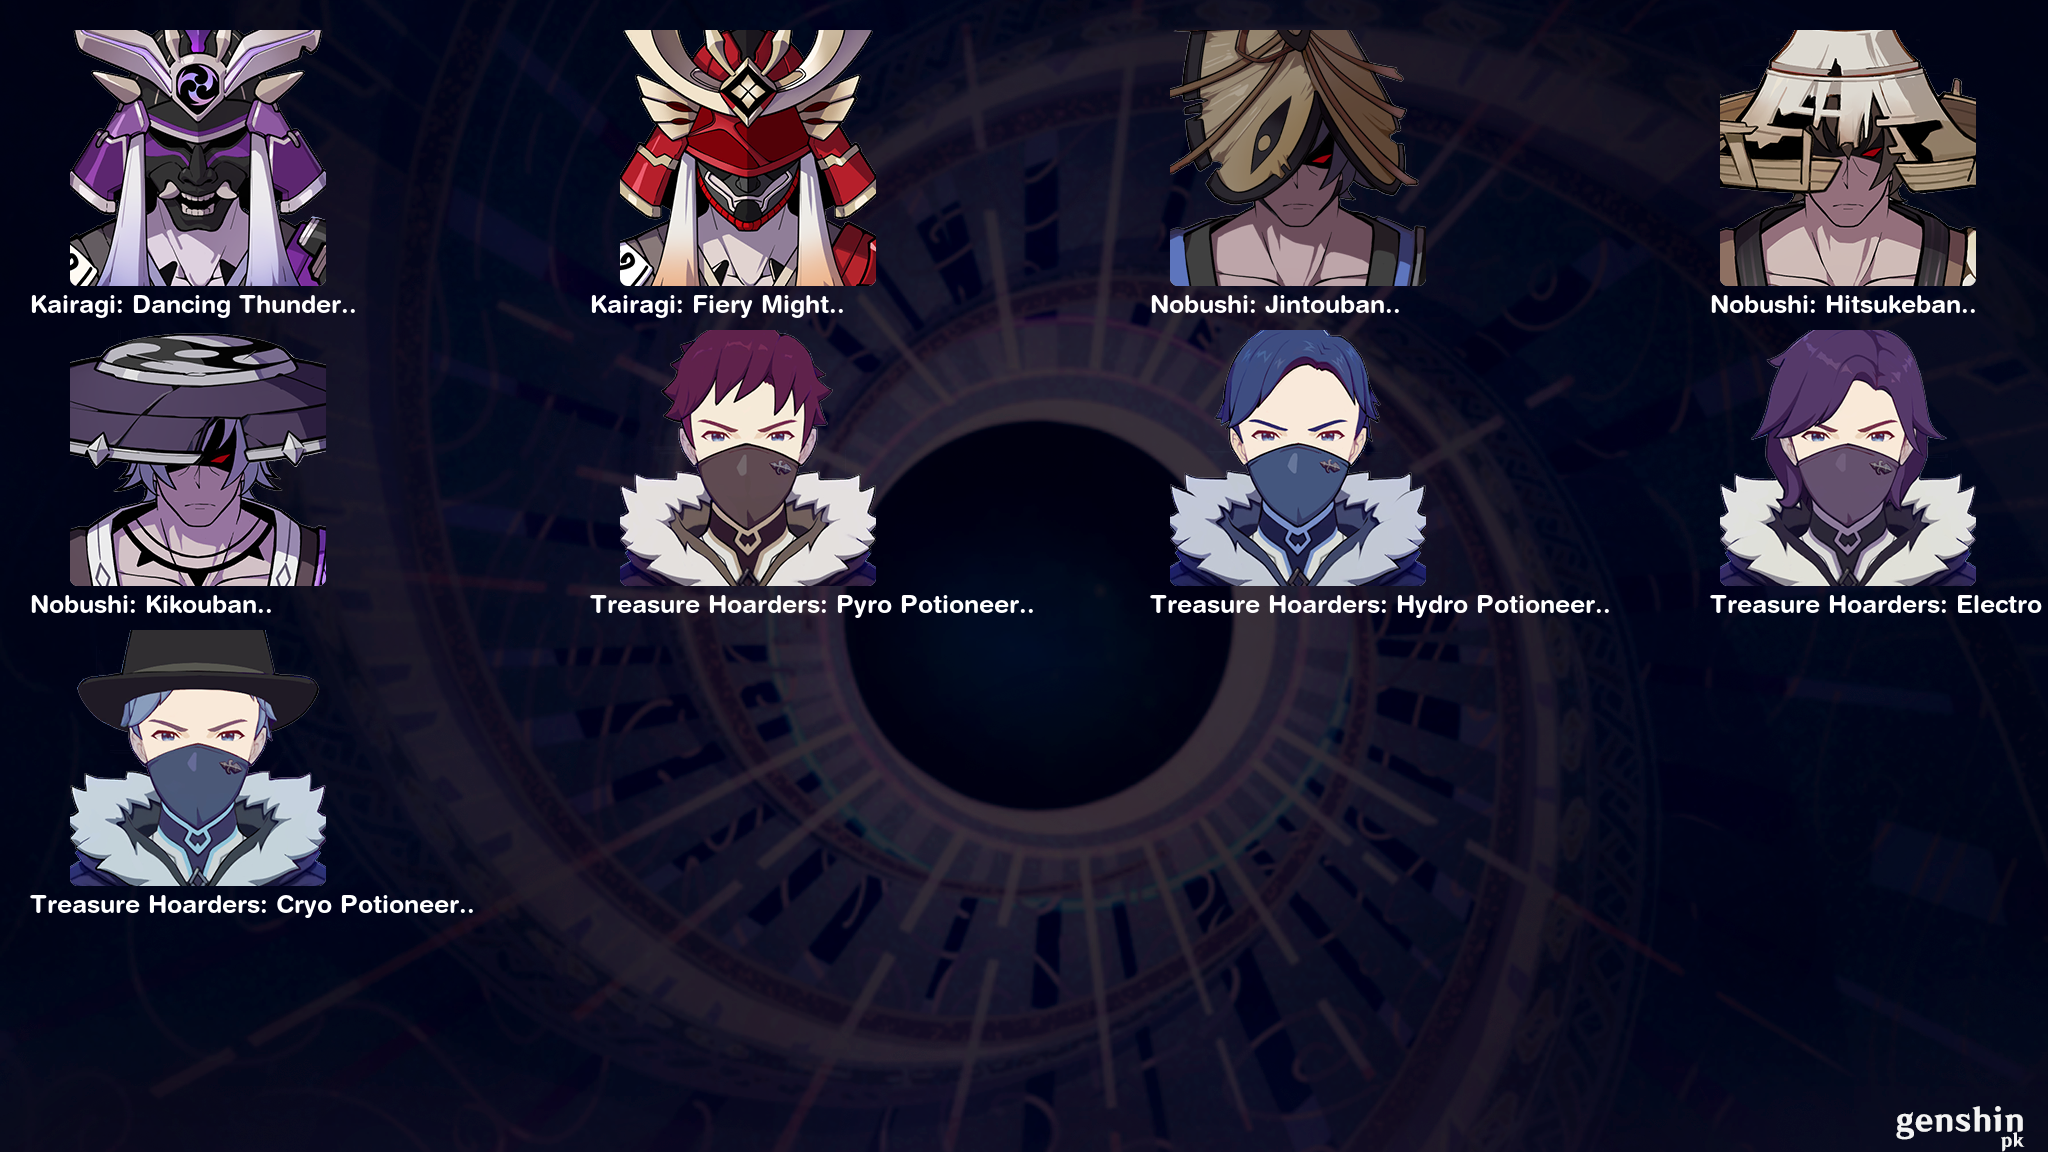 Kairagi: Dancing Thunder..
Kairagi: Fiery Might..
Nobushi: Jintouban..
Nobushi: Hitsukeban..
Nobushi: Kikouban..
Treasure Hoarders: Pyro Potioneer..
Treasure Hoarders: Hydro Potioneer..
Treasure Hoarders: Electro
Treasure Hoarders: Cryo Potioneer..
genshin
pk